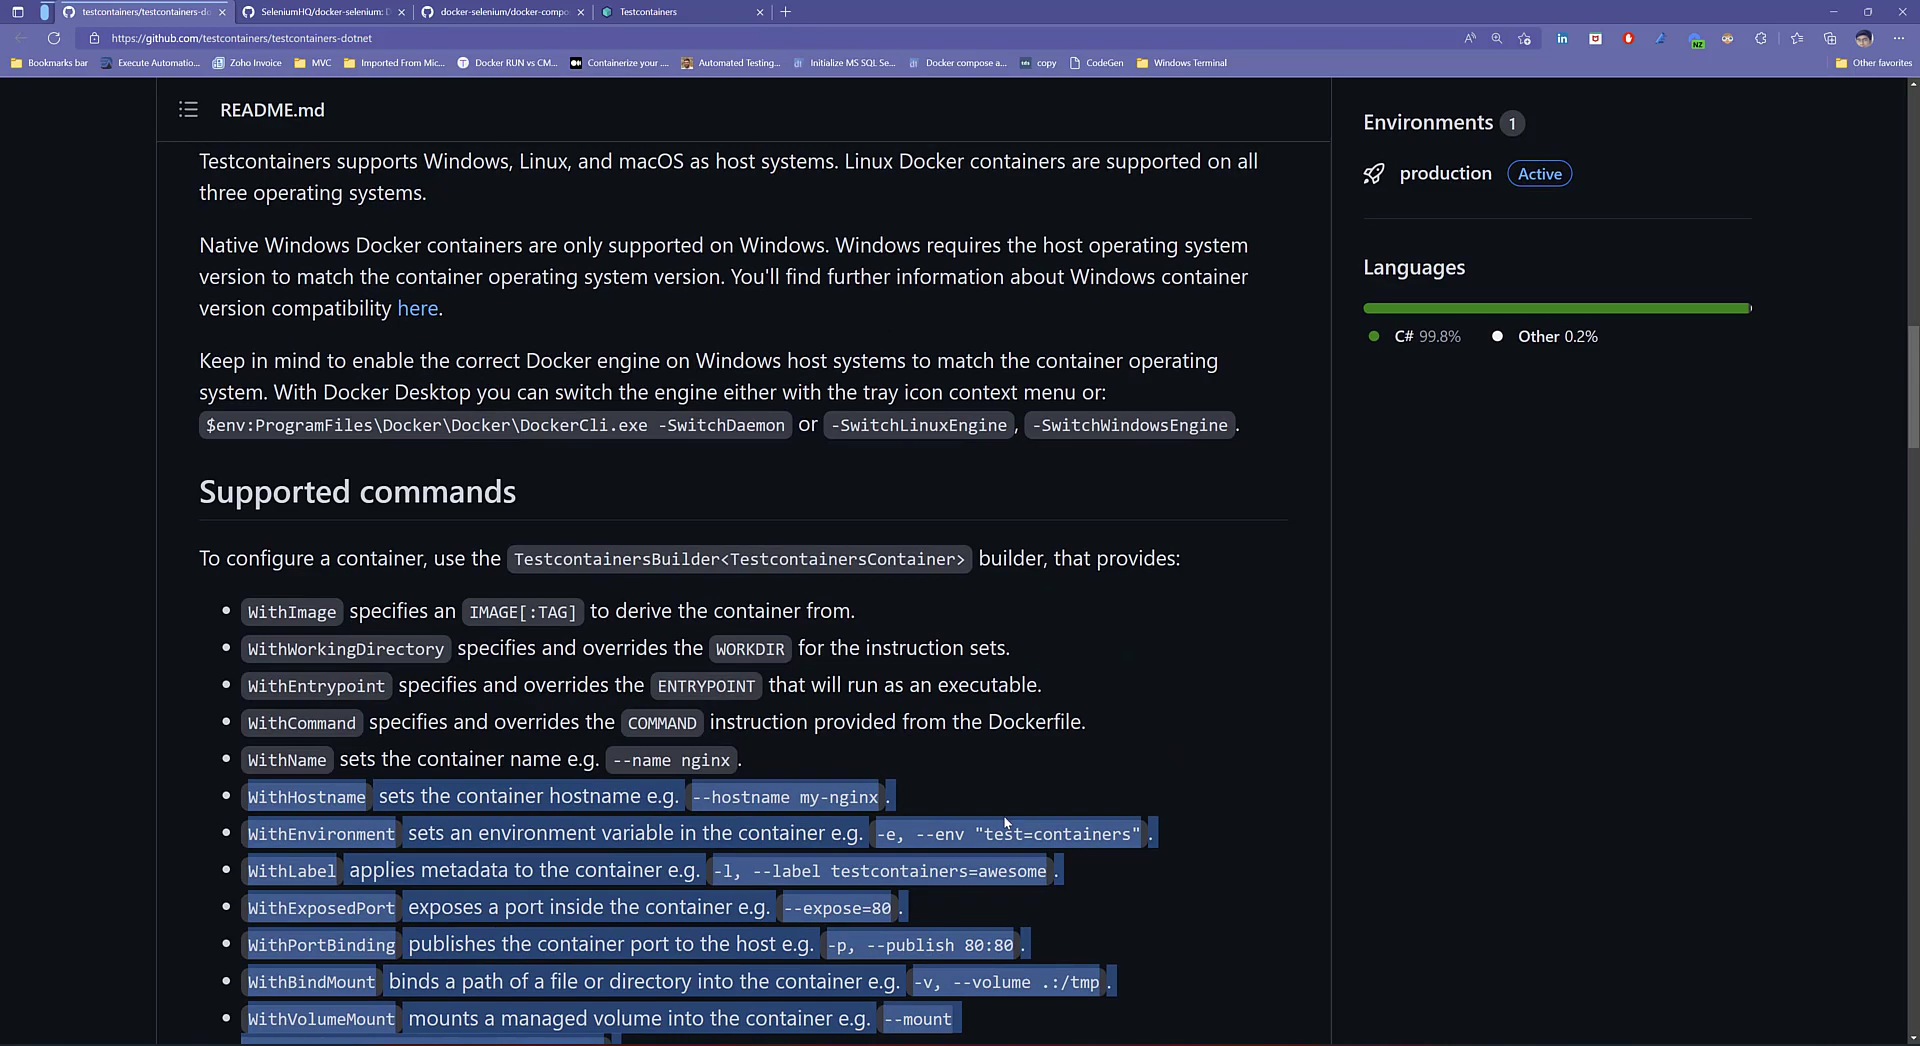 testcontainers/testcontainers-do
SeleniumHQ/docker-selenium: D
docker-selenium/docker-compo
Testcontainers
https://github.com/testcontainers/testcontainers-dotnet
NZ
Bookmarks bar
Execute Automatio...
Zoho Invoice
MVC
Imported From Mic...
Docker RUN vs CM...
Containerize your ....
Automated Testing...
Initialize MS SQL Se...
Docker compose a...
copy
CodeGen
Windows Terminal
Other favorites
README.md
Testcontainers supports Windows, Linux, and macOS as host systems. Linux Docker containers are supported on all
three operating systems.
Native Windows Docker containers are only supported on Windows. Windows requires the host operating system
version to match the container operating system version. You'll find further information about Windows container
version compatibility here.
Keep in mind to enable the correct Docker engine on Windows host systems to match the container operating
system. With Docker Desktop you can switch the engine either with the tray icon context menu or:
$env:ProgramFiles\Docker\Docker\DockerCli.exe -SwitchDaemon or -SwitchLinuxEngine, -SwitchWindowsEngine.
Supported commands
To configure a container, use the TestcontainersBuilder<TestcontainersContainer> builder, that provides:
• WithImage specifies an IMAGE[:TAG] to derive the container from.
• WithWorkingDirectory specifies and overrides the WORKDIR for the instruction sets.
• WithEntrypoint specifies and overrides the ENTRYPOINT that will run as an executable.
• WithCommand specifies and overrides the COMMAND instruction provided from the Dockerfile.
• WithName sets the container name e.g. --name nginx.
• WithHostname sets the container hostname e.g. --hostname my-nginx.
• WithEnvironment sets an environment variable in the container e.g. -e, --env "test=containers".
• WithLabel applies metadata to the container e.g. -l, --label testcontainers=awesome.
• WithExposedPort exposes a port inside the container e.g. --expose=80.
• WithPortBinding publishes the container port to the host e.g. -p, --publish 80:80.
• WithBindMount binds a path of a file or directory into the container e.g. -v, --volume .:/tmp.
• WithVolumeMount mounts a managed volume into the container e.g. --mount
Environments 1
production Active
Languages
C# 99.8% Other 0.2%